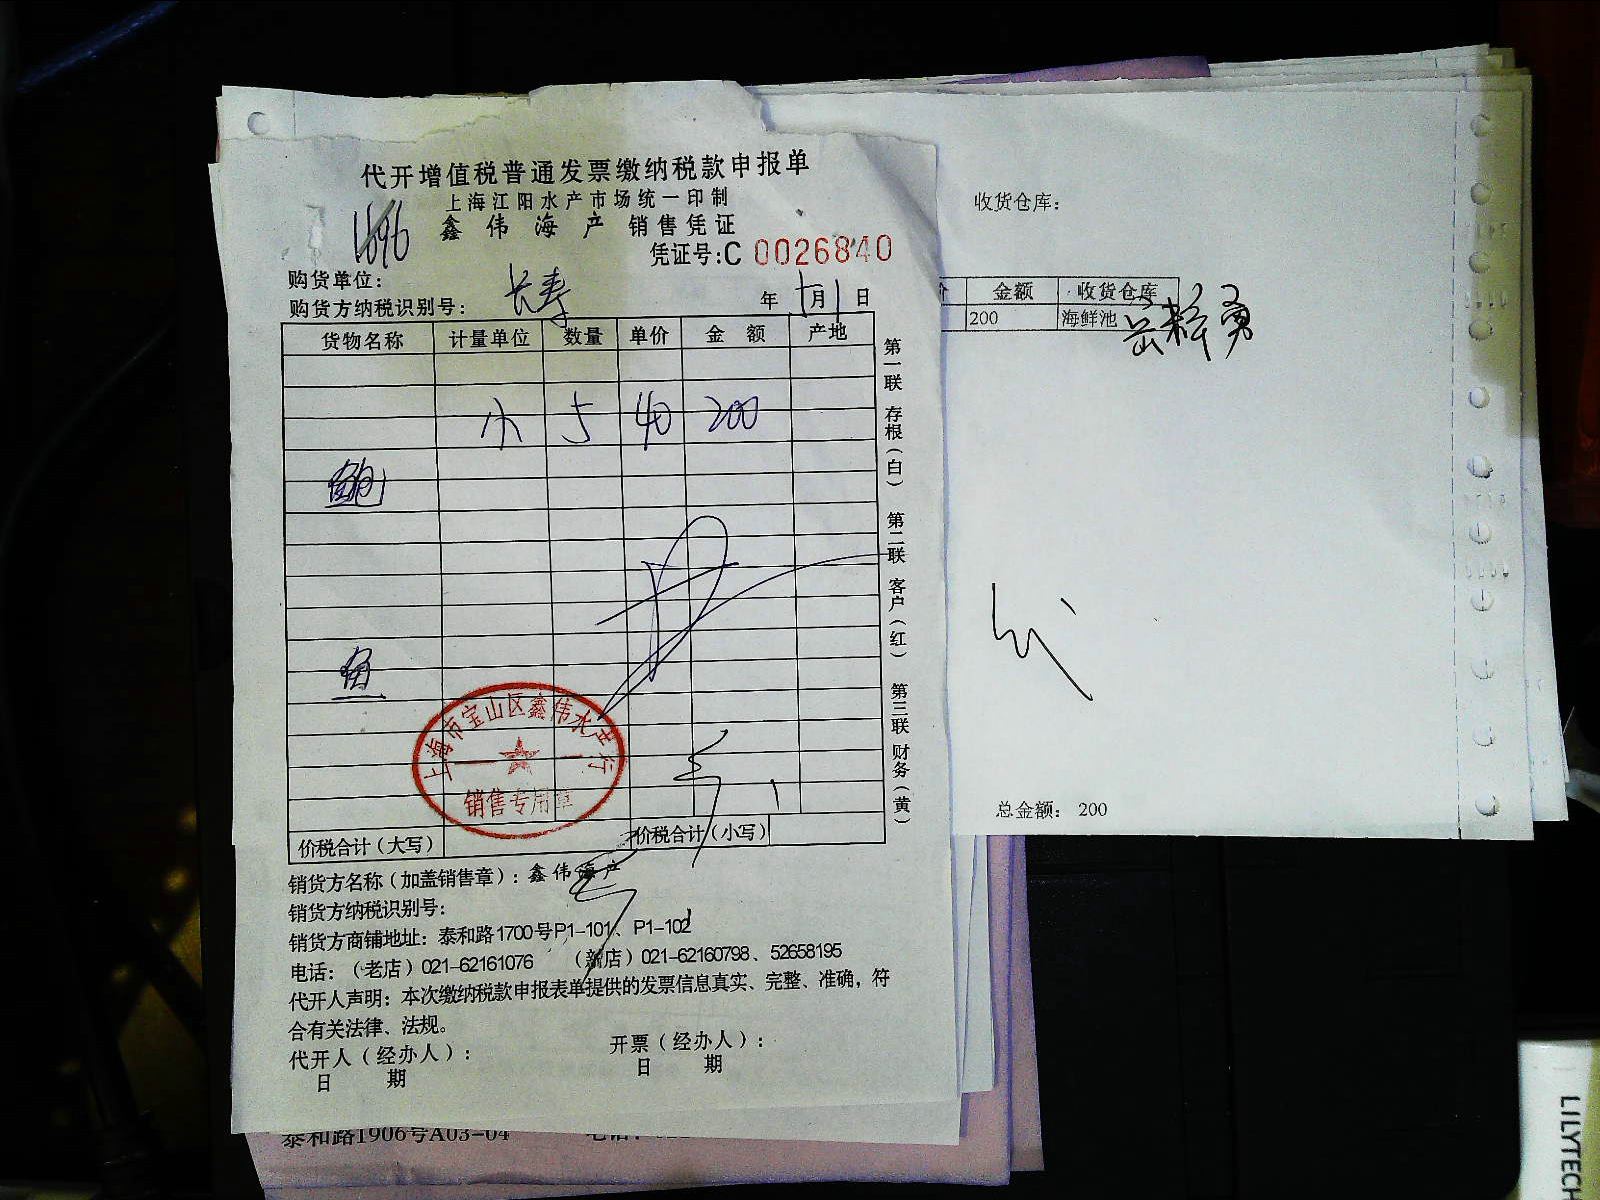 代开增值税普通发票缴纳税款申报单
上海江阳水产市场统一印制
1696
鑫伟海产 销售凭证
凭证号:C 0026840
购货单位:
购货方纳税识别号: 长寿
年 月1日
货物名称 计量单位 数量 单价 金额 产地
小 5 40 200
鲍
鱼
上海市宝山区鑫伟水产行
销售专用章
价税合计(大写) 价税合计(小写)
第一联 存根(白) 第二联 客户(红) 第三联 财务(黄)
销货方名称(加盖销售章): 鑫伟海产
销货方纳税识别号:
销货方商铺地址: 泰和路1700号P1-101、P1-102
电话:(老店)021-62161076 (新店)021-62160798、52658195
代开人声明: 本次缴纳税款申报表单提供的发票信息真实、完整、准确,符
合有关法律、法规。
代开人(经办人): 开票(经办人):
日期 日期
收货仓库:
价 金额 收货仓库
200 海鲜池
总金额: 200
泰和路1906号A03-04
LILYTECH